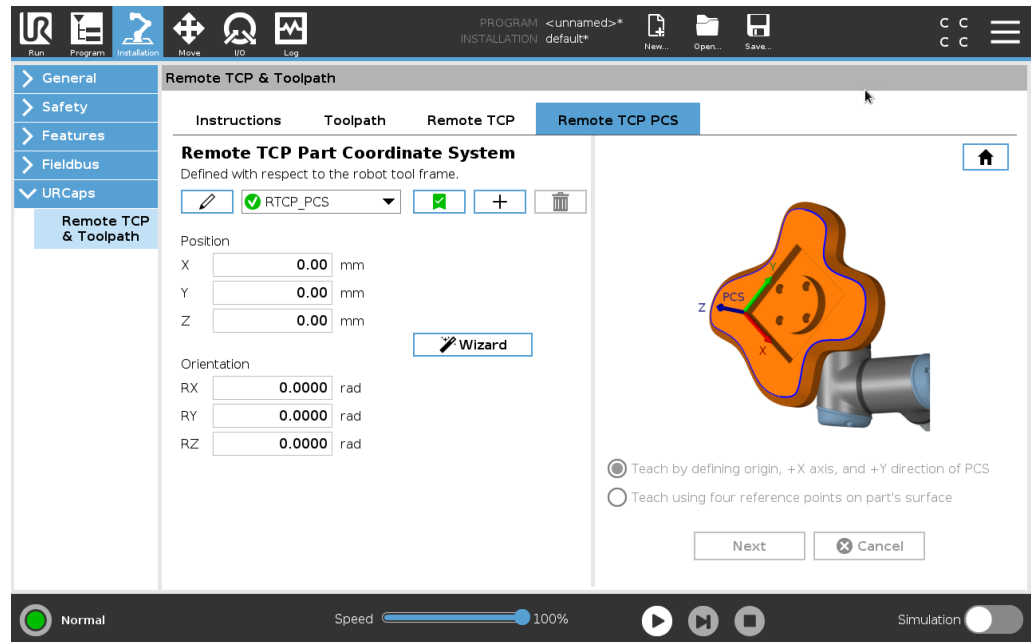 UR
Run
Program
Installation
Move
I/O
Log
PROGRAM <unnamed>*
INSTALLATION default*
New...
Open...
Save...
C C
C C
General
Safety
Features
Fieldbus
URCaps
Remote TCP
& Toolpath
Remote TCP & Toolpath
Instructions
Toolpath
Remote TCP
Remote TCP PCS
Remote TCP Part Coordinate System
Defined with respect to the robot tool frame.
RTCP_PCS
Position
X 0.00 mm
Y 0.00 mm
Z 0.00 mm
Wizard
Orientation
RX 0.0000 rad
RY 0.0000 rad
RZ 0.0000 rad
Y
PCS
Z
X
Teach by defining origin, +X axis, and +Y direction of PCS
Teach using four reference points on part's surface
Next
Cancel
Normal
Speed
100%
Simulation